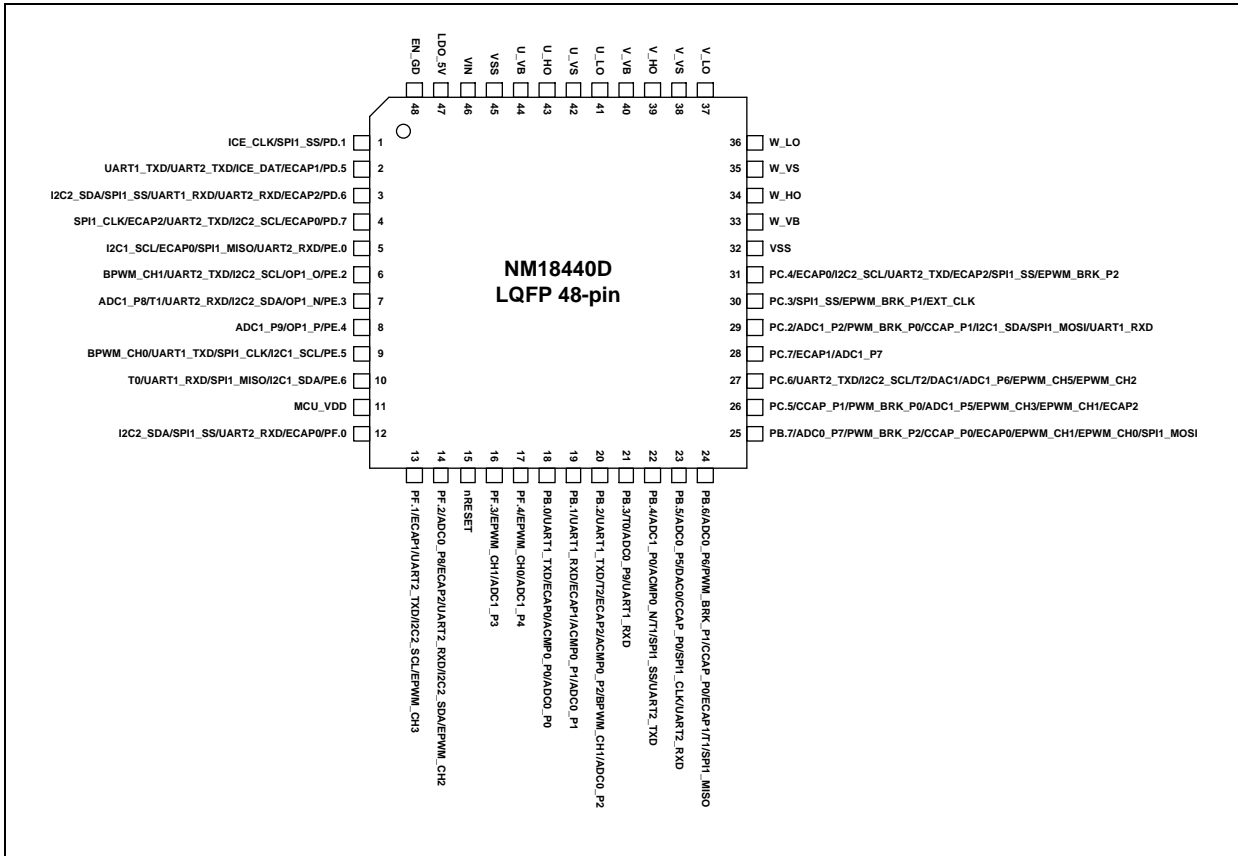 EN_GD
LDO_5V
VIN
VSS
U_VB
U_HO
U_VS
U_LO
V_VB
V_HO
V_VS
V_LO
48
47
46
45
44
43
42
41
40
39
38
37
ICE_CLK/SPI1_SS/PD.1 1
UART1_TXD/UART2_TXD/ICE_DAT/ECAP1/PD.5 2
I2C2_SDA/SPI1_SS/UART1_RXD/UART2_RXD/ECAP2/PD.6 3
SPI1_CLK/ECAP2/UART2_TXD/I2C2_SCL/ECAP0/PD.7 4
I2C1_SCL/ECAP0/SPI1_MISO/UART2_RXD/PE.0 5
BPWM_CH1/UART2_TXD/I2C2_SCL/OP1_O/PE.2 6
ADC1_P8/T1/UART2_RXD/I2C2_SDA/OP1_N/PE.3 7
ADC1_P9/OP1_P/PE.4 8
BPWM_CH0/UART1_TXD/SPI1_CLK/I2C1_SCL/PE.5 9
T0/UART1_RXD/SPI1_MISO/I2C1_SDA/PE.6 10
MCU_VDD 11
I2C2_SDA/SPI1_SS/UART2_RXD/ECAP0/PF.0 12
NM18440D
LQFP 48-pin
36 W_LO
35 W_VS
34 W_HO
33 W_VB
32 VSS
31 PC.4/ECAP0/I2C2_SCL/UART2_TXD/ECAP2/SPI1_SS/EPWM_BRK_P2
30 PC.3/SPI1_SS/EPWM_BRK_P1/EXT_CLK
29 PC.2/ADC1_P2/PWM_BRK_P0/CCAP_P1/I2C1_SDA/SPI1_MOSI/UART1_RXD
28 PC.7/ECAP1/ADC1_P7
27 PC.6/UART2_TXD/I2C2_SCL/T2/DAC1/ADC1_P6/EPWM_CH5/EPWM_CH2
26 PC.5/CCAP_P1/PWM_BRK_P0/ADC1_P5/EPWM_CH3/EPWM_CH1/ECAP2
25 PB.7/ADC0_P7/PWM_BRK_P2/CCAP_P0/ECAP0/EPWM_CH1/EPWM_CH0/SPI1_MOSI
13
14
15
16
17
18
19
20
21
22
23
24
PF.1/ECAP1/UART2_TXD/I2C2_SCL/EPWM_CH3
PF.2/ADC0_P8/ECAP2/UART2_RXD/I2C2_SDA/EPWM_CH2
nRESET
PF.3/EPWM_CH1/ADC1_P3
PF.4/EPWM_CH0/ADC1_P4
PB.0/UART1_TXD/ECAP0/ACMP0_P0/ADC0_P0
PB.1/UART1_RXD/ECAP1/ACMP0_P1/ADC0_P1
PB.2/UART1_TXD/T2/ECAP2/ACMP0_P2/BPWM_CH1/ADC0_P2
PB.3/T0/ADC0_P9/UART1_RXD
PB.4/ADC1_P0/ACMP0_N/T1/SPI1_SS/UART2_TXD
PB.5/ADC0_P5/DAC0/CCAP_P0/SPI1_CLK/UART2_RXD
PB.6/ADC0_P6/PWM_BRK_P1/CCAP_P0/ECAP1/T1/SPI1_MISO